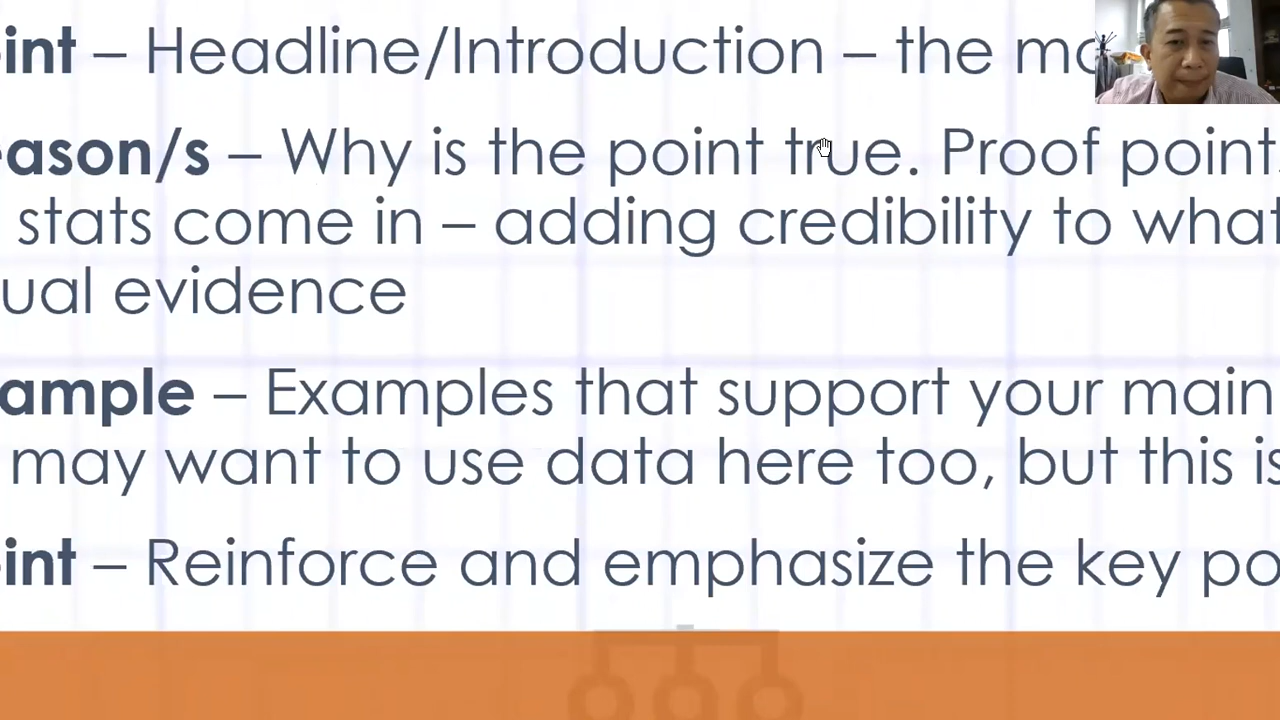 int – Headline/Introduction – the ma
eason/s – Why is the point true. Proof points
stats come in – adding credibility to what
ual evidence
ample – Examples that support your main
may want to use data here too, but this is
int – Reinforce and emphasize the key po